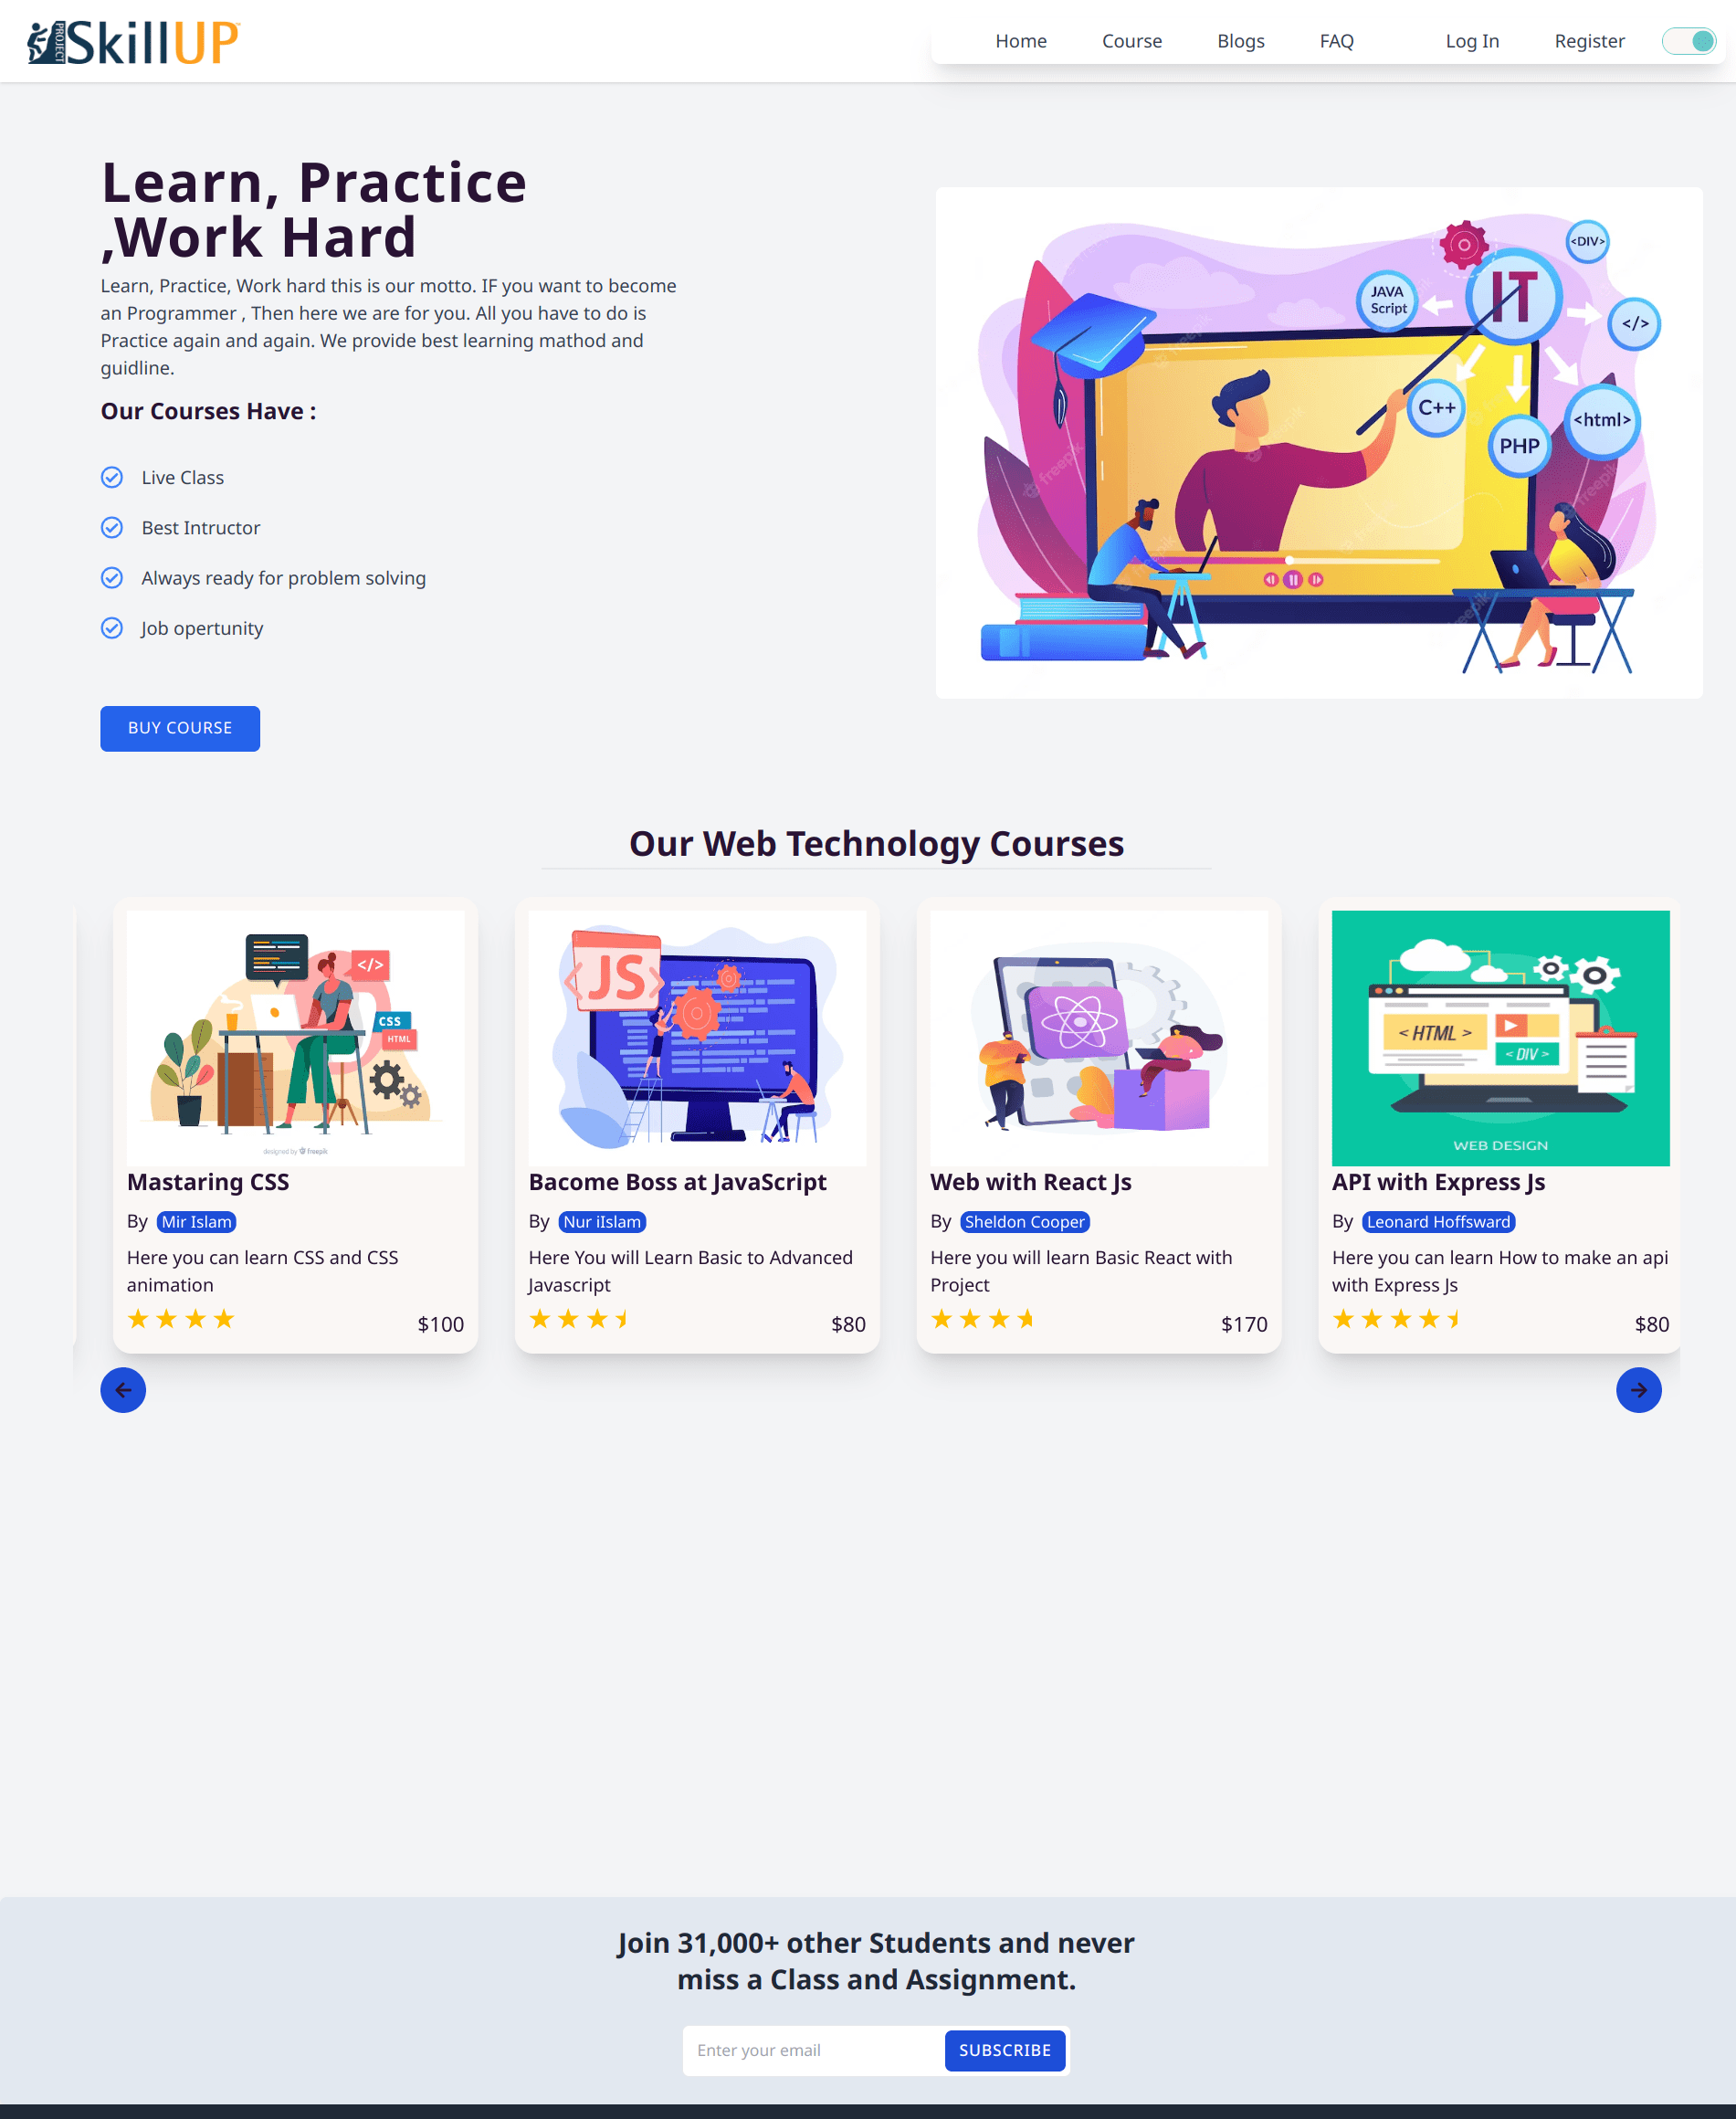 PROJECT SkillUP
Home Course Blogs FAQ Log In Register
Learn, Practice
,Work Hard
Learn, Practice, Work hard this is our motto. IF you want to become
an Programmer , Then here we are for you. All you have to do is
Practice again and again. We provide best learning mathod and
guidline.
Our Courses Have :
Live Class
Best Intructor
Always ready for problem solving
Job opertunity
BUY COURSE
<DIV>
IT
JAVA
Script
</>
C++
<html>
PHP
freepik
freepik
freepik
freepik
freepik
Our Web Technology Courses
</>
CSS
HTML
designed by freepik
Mastaring CSS
By Mir Islam
Here you can learn CSS and CSS
animation
$100
JS
Bacome Boss at JavaScript
By Nur iIslam
Here You will Learn Basic to Advanced
Javascript
$80
Web with React Js
By Sheldon Cooper
Here you will learn Basic React with
Project
$170
< HTML >
< DIV >
WEB DESIGN
API with Express Js
By Leonard Hoffsward
Here you can learn How to make an api
with Express Js
$80
Join 31,000+ other Students and never
miss a Class and Assignment.
Enter your email SUBSCRIBE